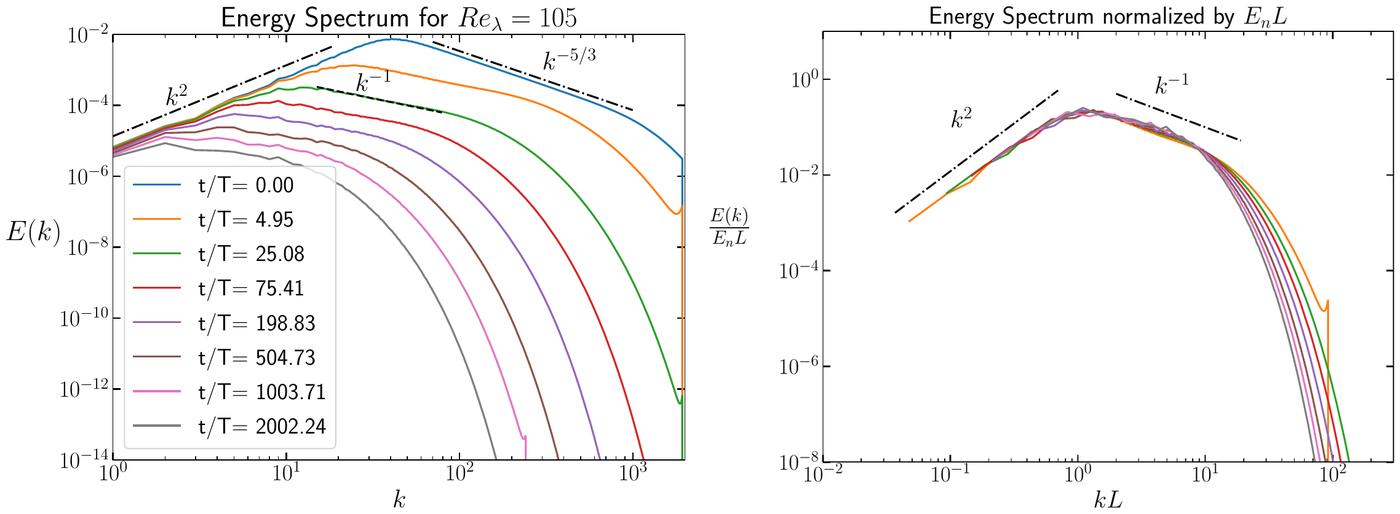 Energy Spectrum for $Re_\lambda = 105$
$10^{-2}$
$10^{-4}$
$10^{-6}$
$10^{-8}$
$10^{-10}$
$10^{-12}$
$10^{-14}$
$E(k)$
$k^2$
$k^{-1}$
$k^{-5/3}$
t/T= 0.00
t/T= 4.95
t/T= 25.08
t/T= 75.41
t/T= 198.83
t/T= 504.73
t/T= 1003.71
t/T= 2002.24
$10^0$ $10^1$ $10^2$ $10^3$
$k$
Energy Spectrum normalized by $E_nL$
$10^0$
$10^{-2}$
$10^{-4}$
$10^{-6}$
$10^{-8}$
$\frac{E(k)}{E_nL}$
$k^2$
$k^{-1}$
$10^{-2}$ $10^{-1}$ $10^0$ $10^1$ $10^2$
$kL$